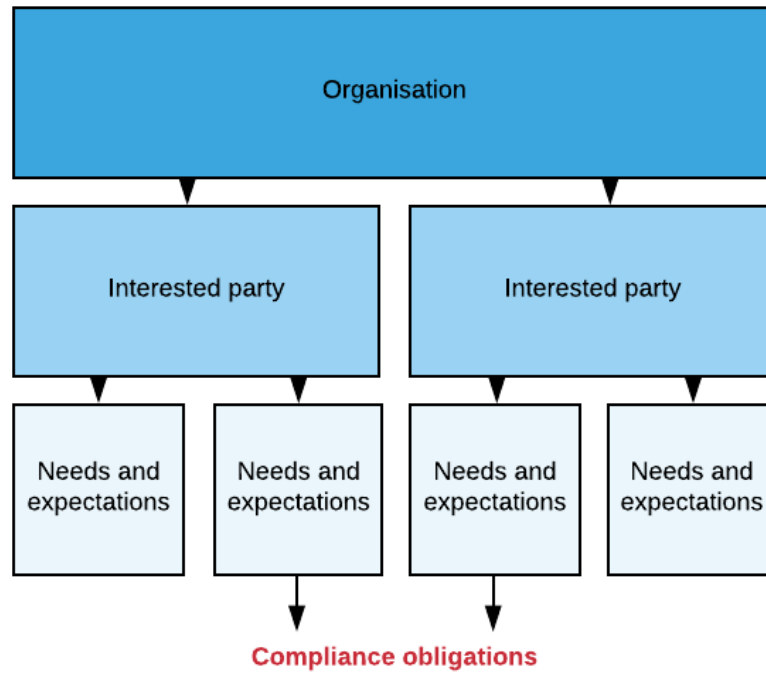 Organisation
Interested party
Interested party
Needs and
expectations
Needs and
expectations
Needs and
expectations
Needs and
expectations
Compliance obligations